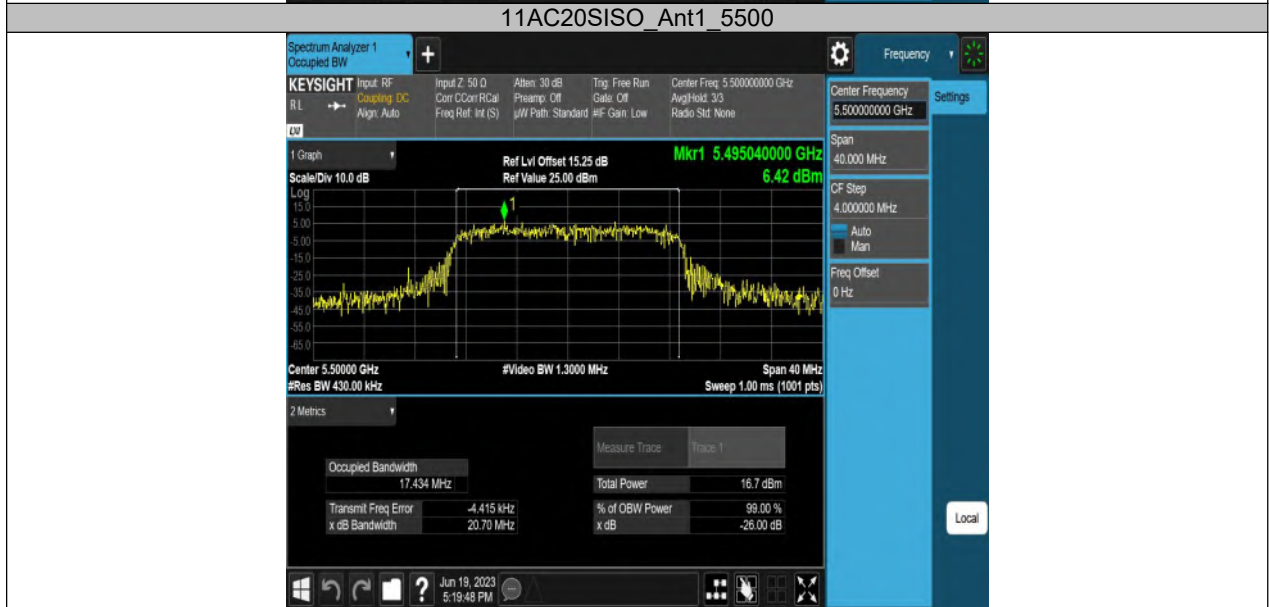 11AC20SISO_Ant1_5500
Spectrum Analyzer 1
Occupied BW
+
Frequency
KEYSIGHT Input: RF Input Z: 50 Ω Atten: 30 dB Trig: Free Run Center Freq: 5.500000000 GHz
RL Coupling: DC Corr CCorr RCal Preamp: Off Gate: Off Avg|Hold: 3/3
Align: Auto Freq Ref: Int (S) µW Path: Standard #IF Gain: Low Radio Std: None
LXI
Center Frequency
5.500000000 GHz
Settings
Span
40.000 MHz
CF Step
4.000000 MHz
Auto
Man
Freq Offset
0 Hz
1 Graph
Ref Lvl Offset 15.25 dB
Mkr1 5.495040000 GHz
Scale/Div 10.0 dB
Ref Value 25.00 dBm
6.42 dBm
Log
15.0
1
5.00
-5.00
-15.0
-25.0
-35.0
-45.0
-55.0
-65.0
Center 5.50000 GHz #Video BW 1.3000 MHz Span 40 MHz
#Res BW 430.00 kHz Sweep 1.00 ms (1001 pts)
2 Metrics
Measure Trace Trace 1
Occupied Bandwidth
17.434 MHz
Total Power 16.7 dBm
Transmit Freq Error -4.415 kHz % of OBW Power 99.00 %
x dB Bandwidth 20.70 MHz x dB -26.00 dB
Local
? Jun 19, 2023
5:19:48 PM